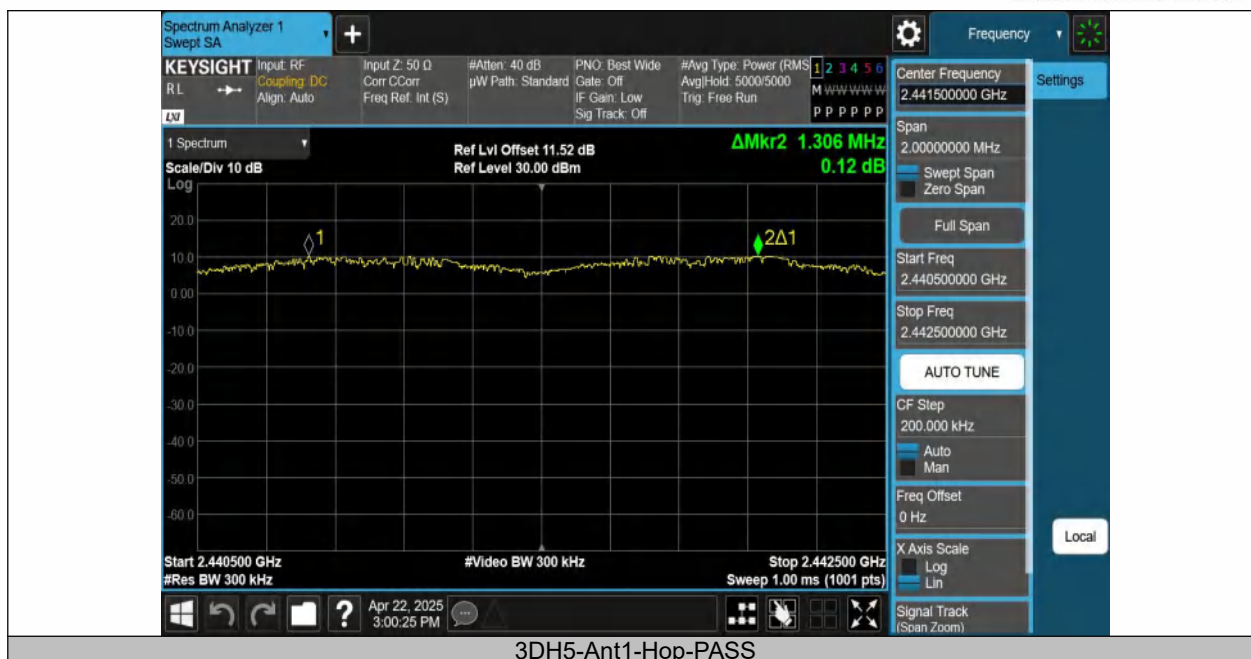 Spectrum Analyzer 1
Swept SA
+
Frequency
KEYSIGHT
RL
LXI
Input: RF
Coupling: DC
Align: Auto
Input Z: 50 Ω
Corr CCorr
Freq Ref: Int (S)
#Atten: 40 dB
µW Path: Standard
PNO: Best Wide
Gate: Off
IF Gain: Low
Sig Track: Off
#Avg Type: Power (RMS
Avg|Hold: 5000/5000
Trig: Free Run
1 2 3 4 5 6
M W W W W W
P P P P P P
1 Spectrum
Scale/Div 10 dB
Log
Ref Lvl Offset 11.52 dB
Ref Level 30.00 dBm
ΔMkr2 1.306 MHz
0.12 dB
20.0
10.0
0.00
-10.0
-20.0
-30.0
-40.0
-50.0
-60.0
1
2Δ1
Start 2.440500 GHz
#Res BW 300 kHz
#Video BW 300 kHz
Stop 2.442500 GHz
Sweep 1.00 ms (1001 pts)
Center Frequency
2.441500000 GHz
Settings
Span
2.00000000 MHz
Swept Span
Zero Span
Full Span
Start Freq
2.440500000 GHz
Stop Freq
2.442500000 GHz
AUTO TUNE
CF Step
200.000 kHz
Auto
Man
Freq Offset
0 Hz
X Axis Scale
Log
Lin
Local
Signal Track
(Span Zoom)
?
Apr 22, 2025
3:00:25 PM
3DH5-Ant1-Hop-PASS